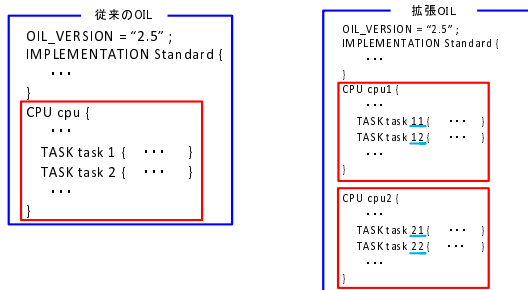 従来のOIL
OIL_VERSION = “2.5” ;
IMPLEMENTATION Standard {
・・・
}
CPU cpu {
・・・
TASK task 1 { ・・・ }
TASK task 2 { ・・・ }
・・・
}
拡張OIL
OIL_VERSION = “2.5” ;
IMPLEMENTATION Standard {
・・・
}
CPU cpu1 {
・・・
TASK task 11 { ・・・ }
TASK task 12 { ・・・ }
・・・
}
CPU cpu2 {
・・・
TASK task 21 { ・・・ }
TASK task 22 { ・・・ }
・・・
}